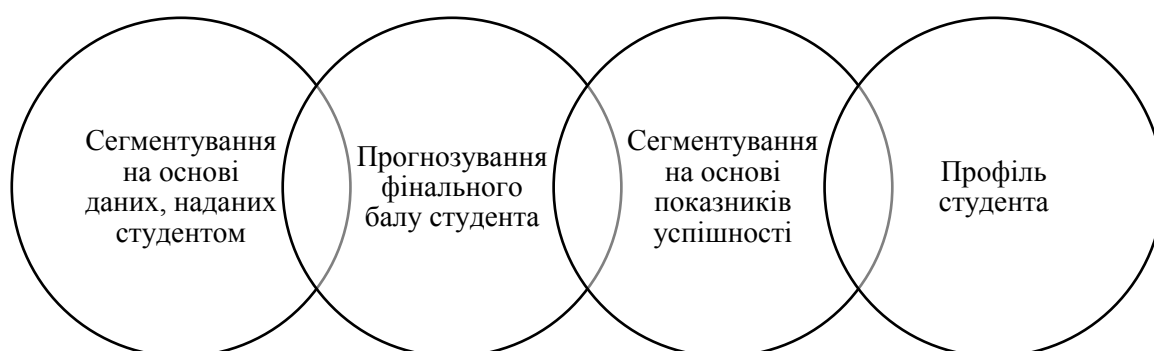 Сегментування
на основі
даних, наданих
студентом
Прогнозування
фінального
балу студента
Сегментування
на основі
показників
успішності
Профіль
студента